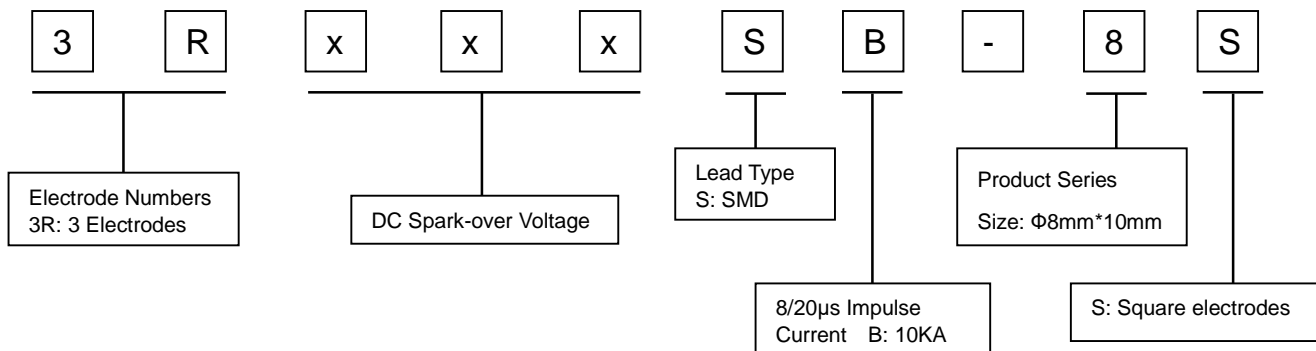 3 R x x x S B - 8 S
Electrode Numbers
3R: 3 Electrodes
DC Spark-over Voltage
Lead Type
S: SMD
Product Series
Size: Φ8mm*10mm
8/20μs Impulse
Current B: 10KA
S: Square electrodes